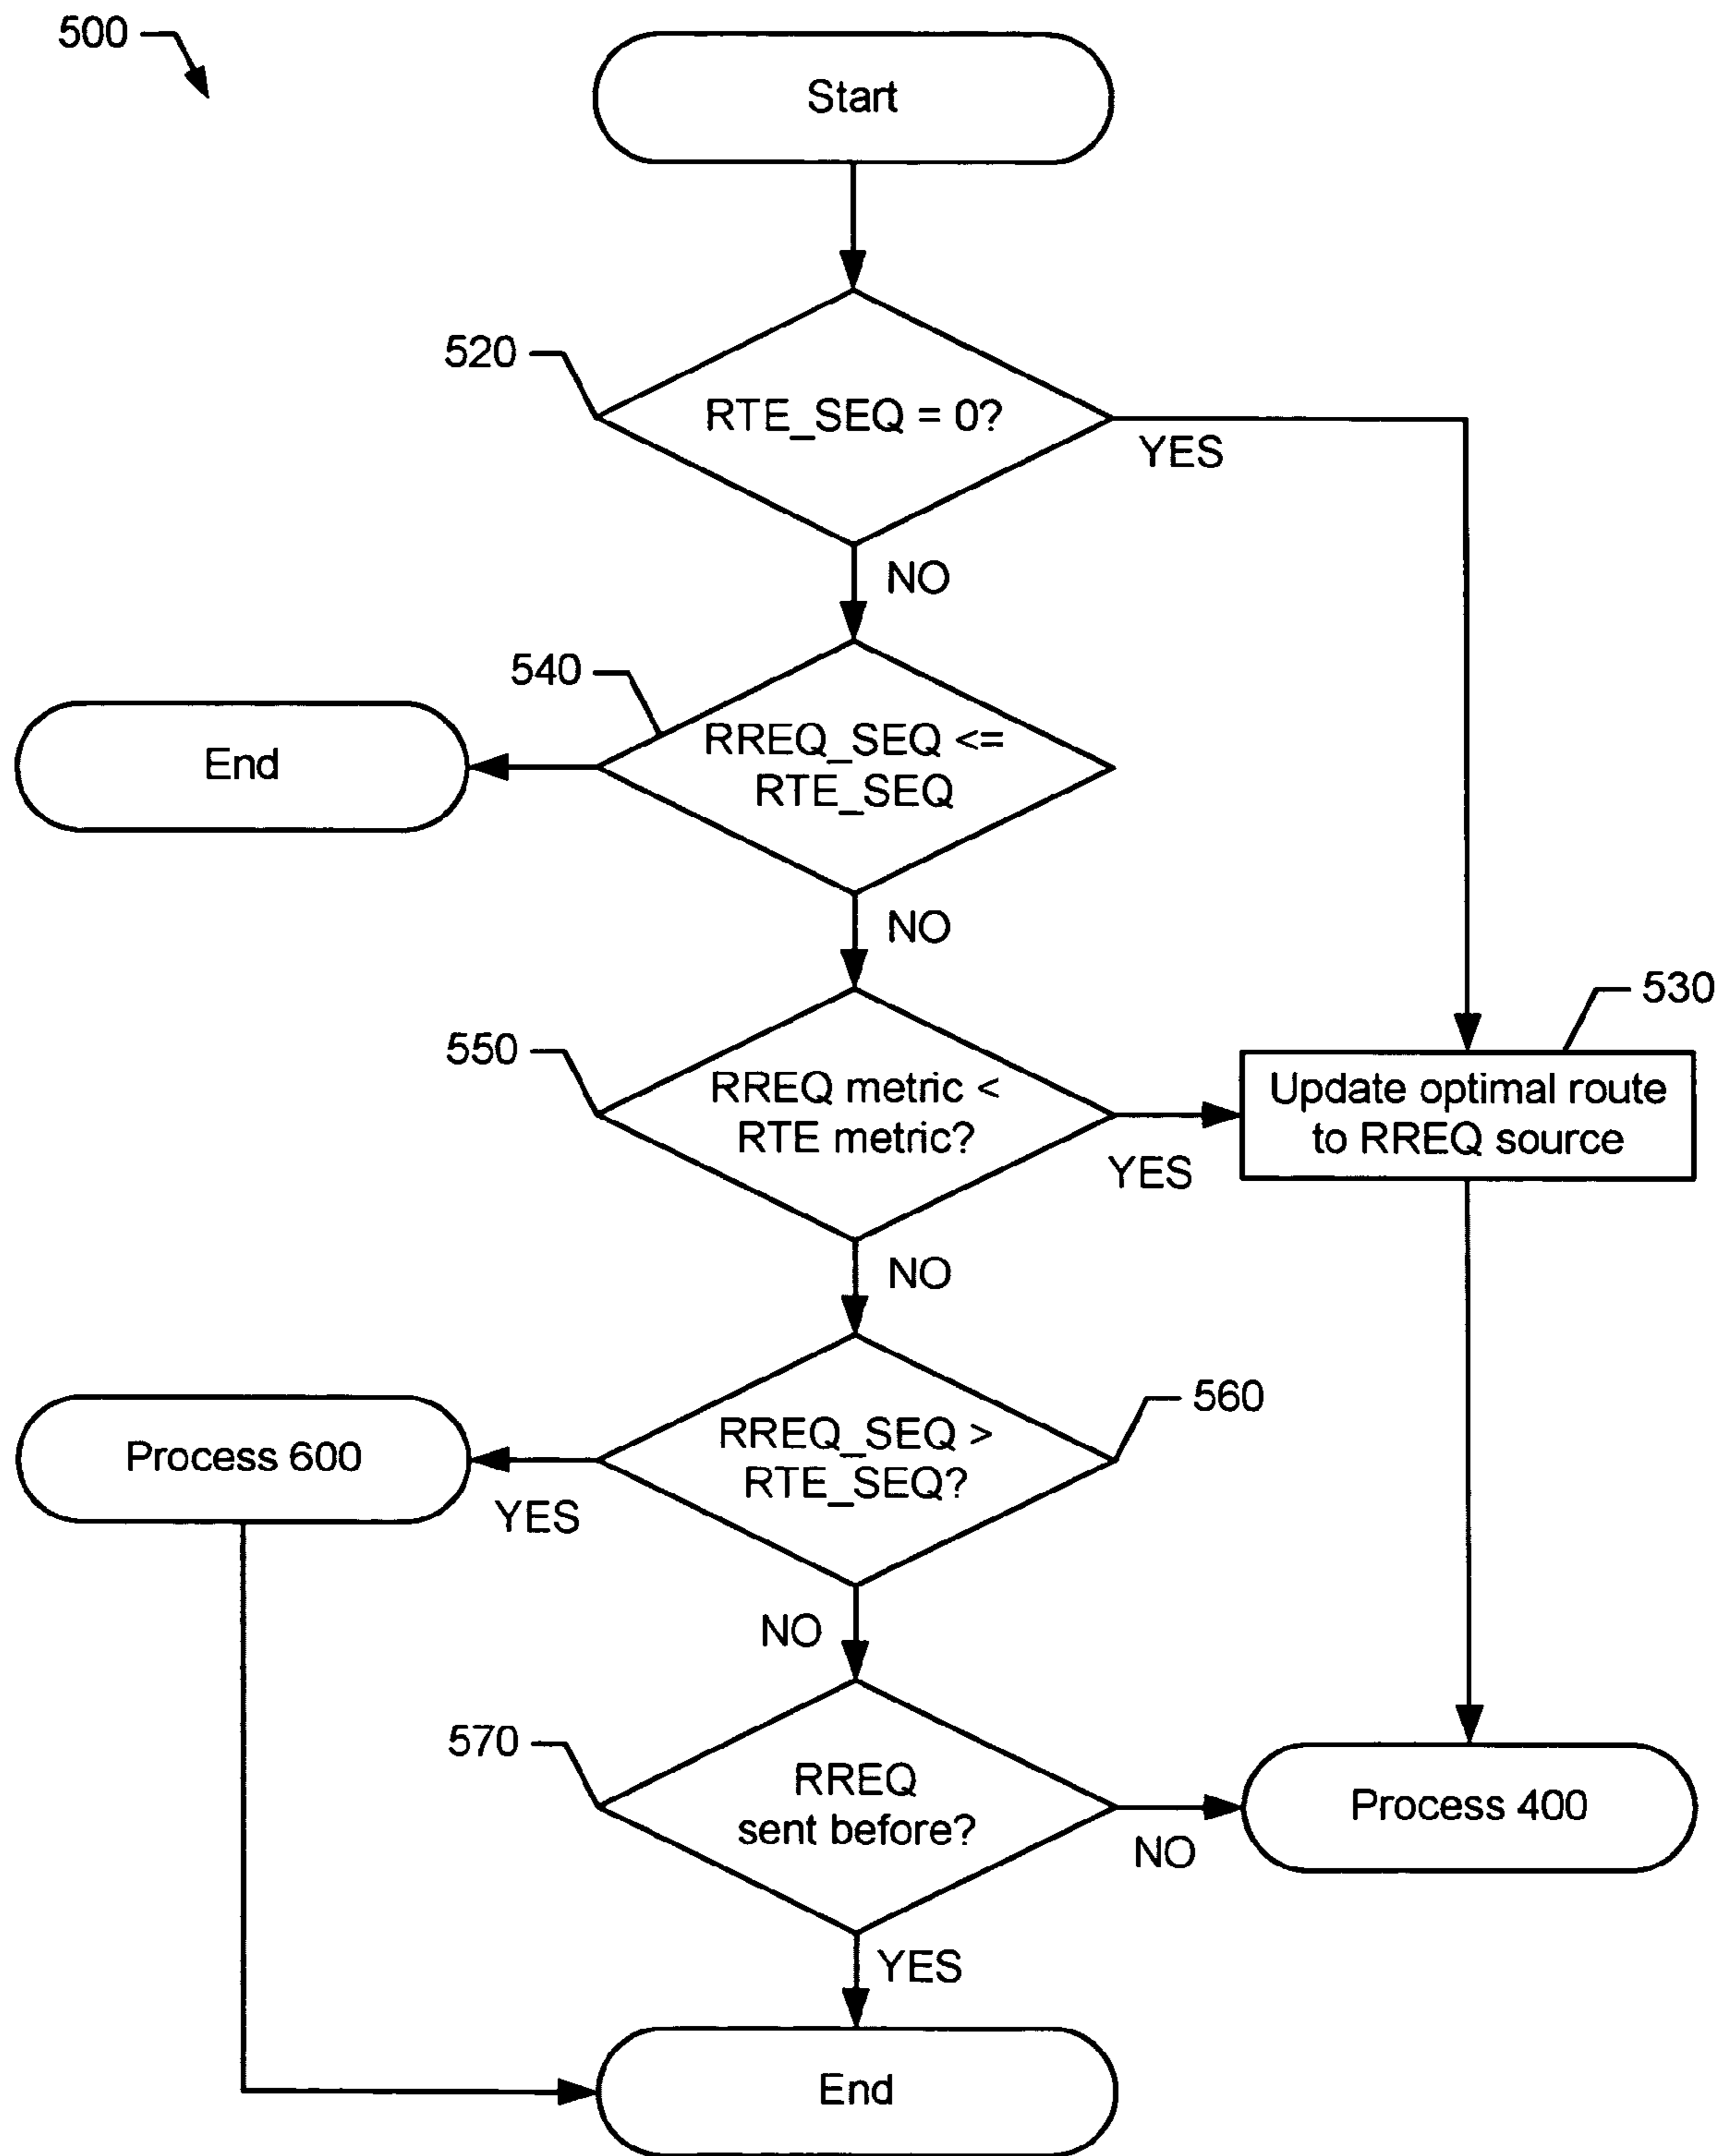 500
Start
520
RTE_SEQ = 0?
YES
NO
540
RREQ_SEQ <=
RTE_SEQ
End
NO
530
550
RREQ metric <
RTE metric?
YES
Update optimal route
to RREQ source
NO
560
RREQ_SEQ >
RTE_SEQ?
Process 600
YES
NO
570
RREQ
sent before?
NO
Process 400
YES
End